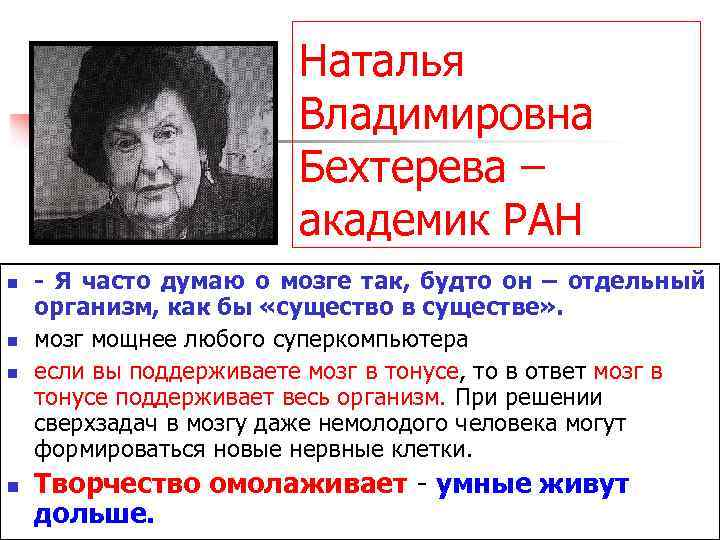 Наталья
Владимировна
Бехтерева –
академик РАН
- Я часто думаю о мозге так, будто он – отдельный
организм, как бы «существо в существе».
мозг мощнее любого суперкомпьютера
если вы поддерживаете мозг в тонусе, то в ответ мозг в
тонусе поддерживает весь организм. При решении
сверхзадач в мозгу даже немолодого человека могут
формироваться новые нервные клетки.
Творчество омолаживает - умные живут
дольше.